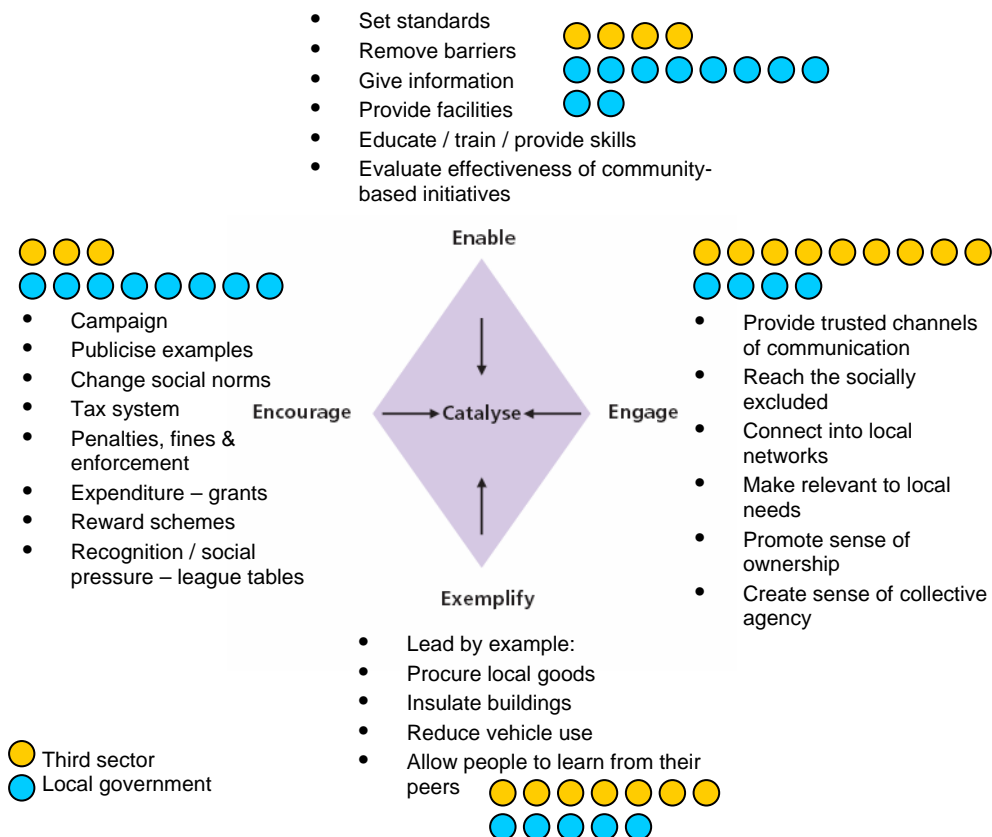 • Set standards
• Remove barriers
• Give information
• Provide facilities
• Educate / train / provide skills
• Evaluate effectiveness of community-
based initiatives
Enable
• Campaign
• Publicise examples
• Change social norms
• Tax system
• Penalties, fines &
enforcement
• Expenditure – grants
• Reward schemes
• Recognition / social
pressure – league tables
Encourage
Catalyse
Engage
• Provide trusted channels
of communication
• Reach the socially
excluded
• Connect into local
networks
• Make relevant to local
needs
• Promote sense of
ownership
• Create sense of collective
agency
Exemplify
• Lead by example:
• Procure local goods
• Insulate buildings
• Reduce vehicle use
• Allow people to learn from their
peers
Third sector
Local government